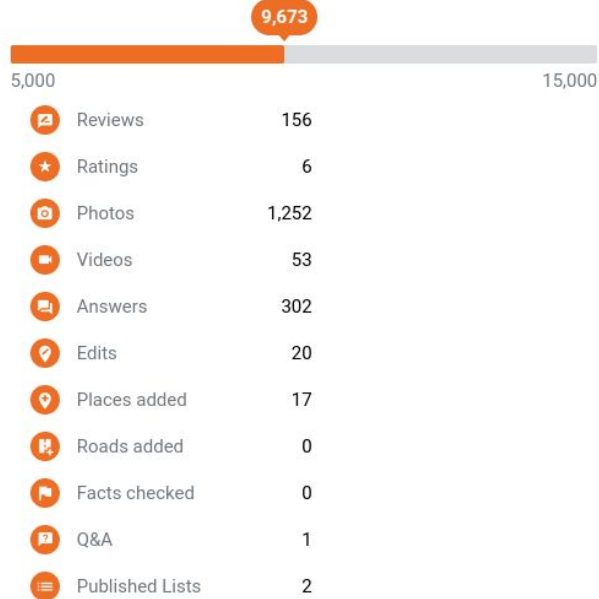 9,673
5,000 15,000
Reviews 156
Ratings 6
Photos 1,252
Videos 53
Answers 302
Edits 20
Places added 17
Roads added 0
Facts checked 0
Q&A 1
Published Lists 2